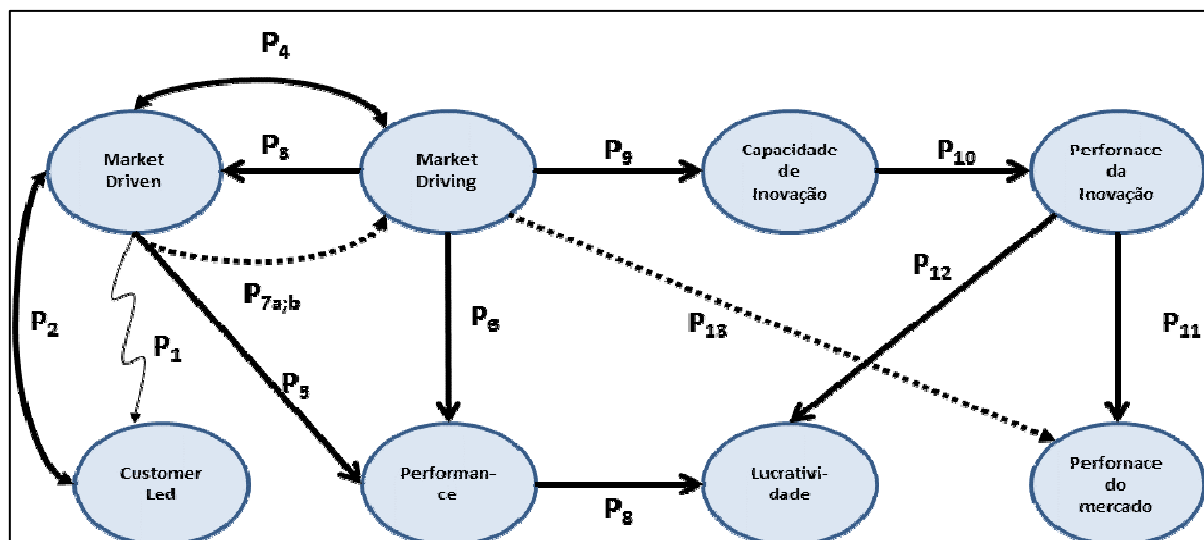 P4
Market
Driven
P3
Market
Driving
P9
Capacidade
de
Inovação
P10
Perfornace
da
Inovação
P7a;b
P12
P2
P1
P6
P13
P11
P5
Customer
Led
Performan-
ce
P8
Lucrativi-
dade
Perfornace
do
mercado